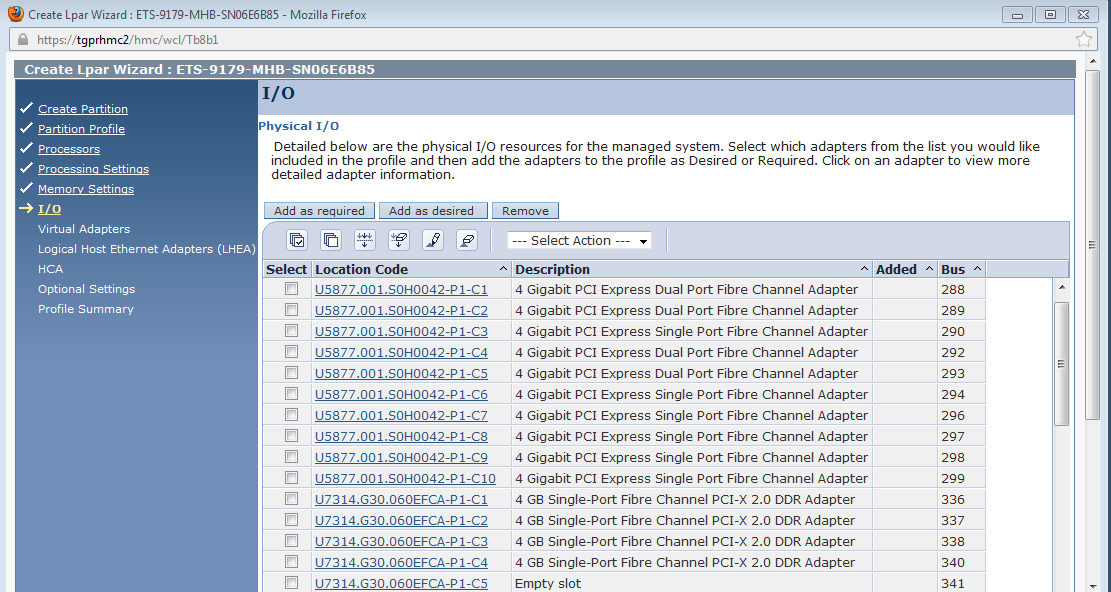 Create Lpar Wizard : ETS-9179-MHB-SN06E6B85 - Mozilla Firefox
https://tgprhmc2/hmc/wcl/Tb8b1
Create Lpar Wizard : ETS-9179-MHB-SN06E6B85
Create Partition
Partition Profile
Processors
Processing Settings
Memory Settings
I/O
Virtual Adapters
Logical Host Ethernet Adapters (LHEA)
HCA
Optional Settings
Profile Summary
I/O
Physical I/O
Detailed below are the physical I/O resources for the managed system. Select which adapters from the list you would like
included in the profile and then add the adapters to the profile as Desired or Required. Click on an adapter to view more
detailed adapter information.
Add as required Add as desired Remove
--- Select Action ---
Select Location Code Description Added Bus
U5877.001.S0H0042-P1-C1 4 Gigabit PCI Express Dual Port Fibre Channel Adapter 288
U5877.001.S0H0042-P1-C2 4 Gigabit PCI Express Dual Port Fibre Channel Adapter 289
U5877.001.S0H0042-P1-C3 4 Gigabit PCI Express Single Port Fibre Channel Adapter 290
U5877.001.S0H0042-P1-C4 4 Gigabit PCI Express Dual Port Fibre Channel Adapter 292
U5877.001.S0H0042-P1-C5 4 Gigabit PCI Express Dual Port Fibre Channel Adapter 293
U5877.001.S0H0042-P1-C6 4 Gigabit PCI Express Single Port Fibre Channel Adapter 294
U5877.001.S0H0042-P1-C7 4 Gigabit PCI Express Single Port Fibre Channel Adapter 296
U5877.001.S0H0042-P1-C8 4 Gigabit PCI Express Single Port Fibre Channel Adapter 297
U5877.001.S0H0042-P1-C9 4 Gigabit PCI Express Single Port Fibre Channel Adapter 298
U5877.001.S0H0042-P1-C10 4 Gigabit PCI Express Single Port Fibre Channel Adapter 299
U7314.G30.060EFCA-P1-C1 4 GB Single-Port Fibre Channel PCI-X 2.0 DDR Adapter 336
U7314.G30.060EFCA-P1-C2 4 GB Single-Port Fibre Channel PCI-X 2.0 DDR Adapter 337
U7314.G30.060EFCA-P1-C3 4 GB Single-Port Fibre Channel PCI-X 2.0 DDR Adapter 338
U7314.G30.060EFCA-P1-C4 4 GB Single-Port Fibre Channel PCI-X 2.0 DDR Adapter 340
U7314.G30.060EFCA-P1-C5 Empty slot 341